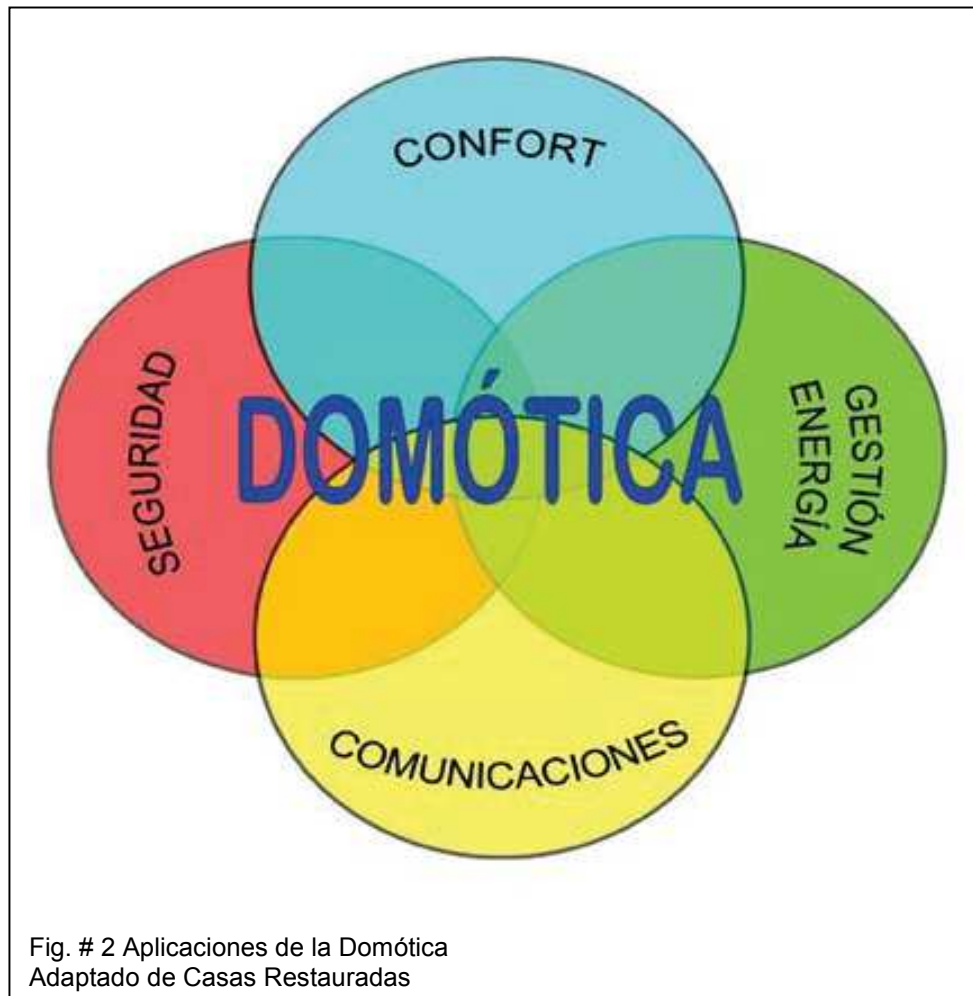 CONFORT
SEGURIDAD
DOMÓTICA
GESTIÓN
ENERGÍA
COMUNICACIONES
Fig. # 2 Aplicaciones de la Domótica
Adaptado de Casas Restauradas